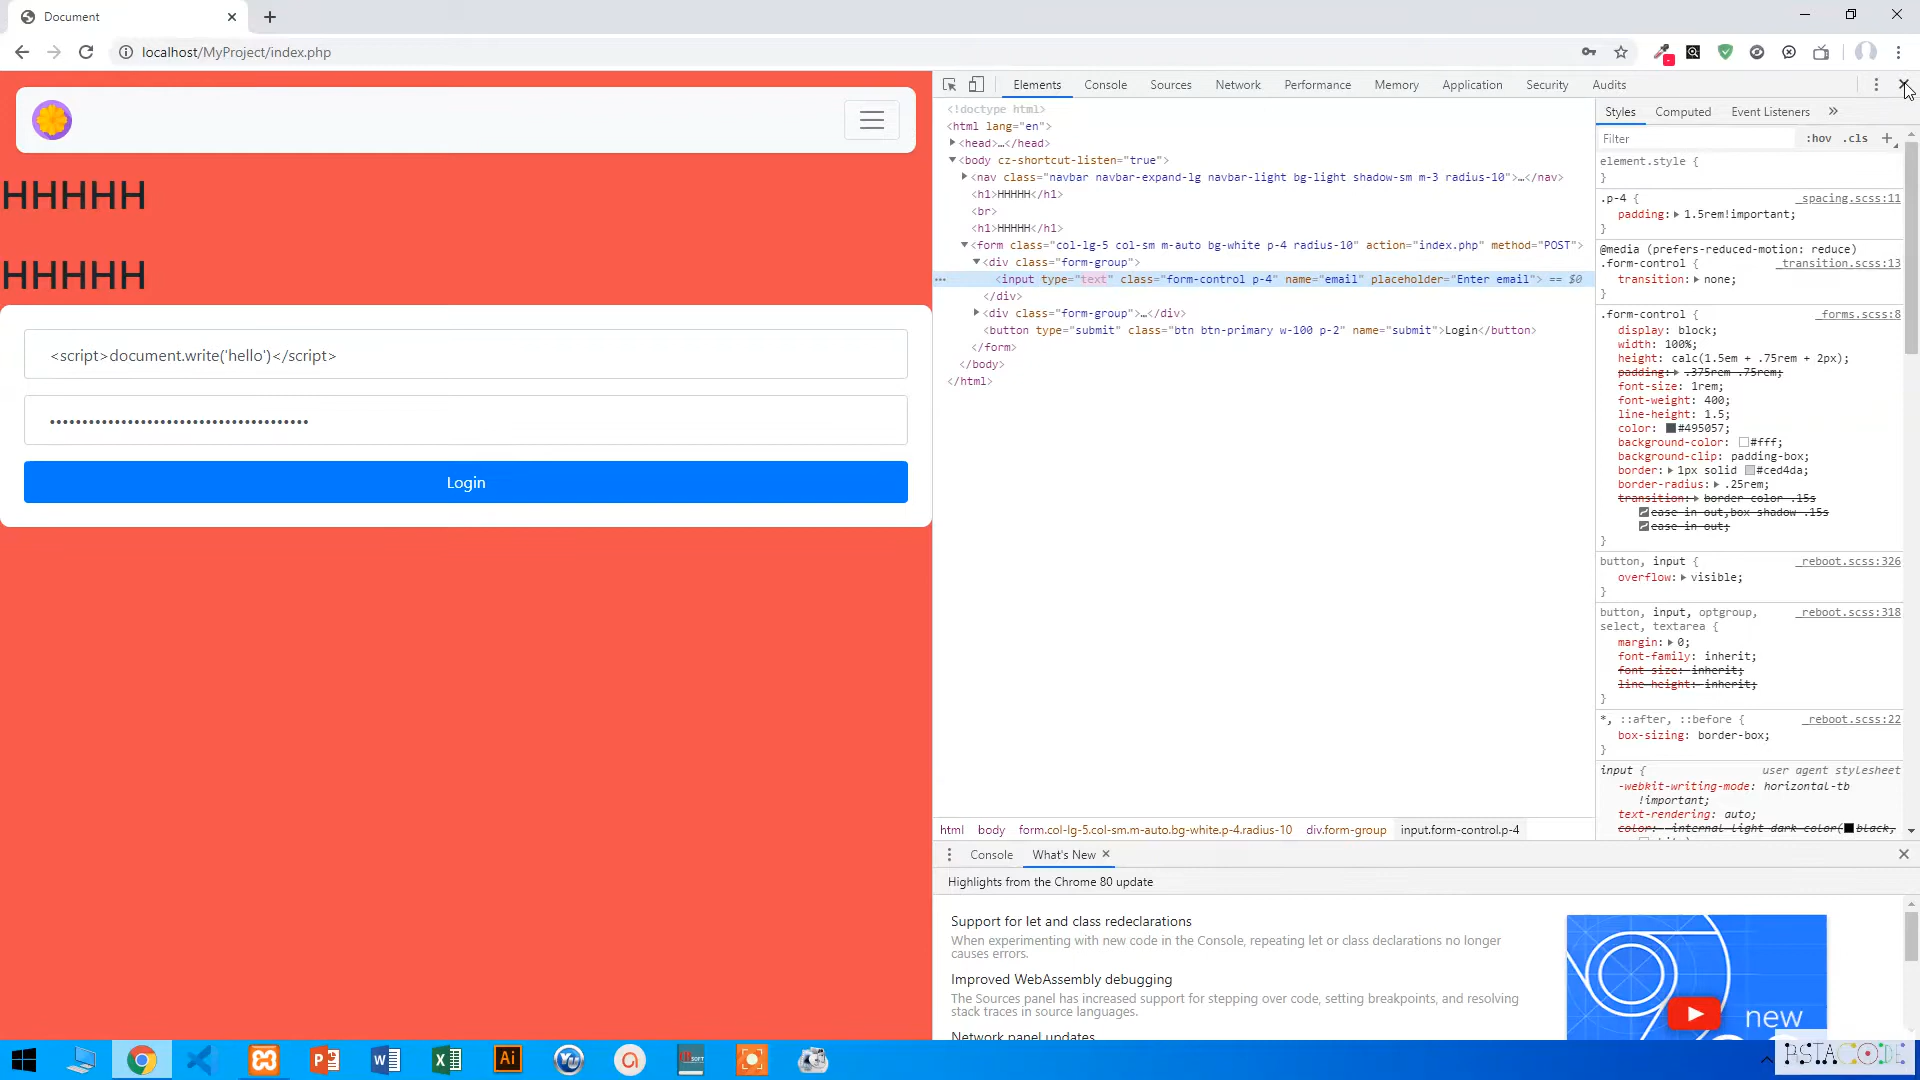 Document
localhost/MyProject/index.php
HHHHH
HHHHH
<script>document.write('hello')</script>
••••••••••••••••••••••••••••••••••••••••
Login
Elements Console Sources Network Performance Memory Application Security Audits
<!doctype html>
<html lang="en">
<head>…</head>
<body cz-shortcut-listen="true">
<nav class="navbar navbar-expand-lg navbar-light bg-light shadow-sm m-3 radius-10">…</nav>
<h1>HHHHH</h1>
<br>
<h1>HHHHH</h1>
<form class="col-lg-5 col-sm m-auto bg-white p-4 radius-10" action="index.php" method="POST">
<div class="form-group">
<input type="text" class="form-control p-4" name="email" placeholder="Enter email"> == $0
</div>
<div class="form-group">…</div>
<button type="submit" class="btn btn-primary w-100 p-2" name="submit">Login</button>
</form>
</body>
</html>
html body form.col-lg-5.col-sm.m-auto.bg-white.p-4.radius-10 div.form-group input.form-control.p-4
Styles Computed Event Listeners »
Filter :hov .cls +
element.style {
}
.p-4 { _spacing.scss:11
padding: 1.5rem!important;
}
@media (prefers-reduced-motion: reduce)
.form-control { _transition.scss:13
transition: none;
}
.form-control { _forms.scss:8
display: block;
width: 100%;
height: calc(1.5em + .75rem + 2px);
padding: .375rem .75rem;
font-size: 1rem;
font-weight: 400;
line-height: 1.5;
color: #495057;
background-color: #fff;
background-clip: padding-box;
border: 1px solid #ced4da;
border-radius: .25rem;
transition: border-color .15s
ease-in-out,box-shadow .15s
ease-in-out;
}
button, input { _reboot.scss:326
overflow: visible;
}
button, input, optgroup, _reboot.scss:318
select, textarea {
margin: 0;
font-family: inherit;
font-size: inherit;
line-height: inherit;
}
*, ::after, ::before { _reboot.scss:22
box-sizing: border-box;
}
input { user agent stylesheet
-webkit-writing-mode: horizontal-tb
!important;
text-rendering: auto;
color: -internal-light-dark-color(black,
Console What's New
Highlights from the Chrome 80 update
Support for let and class redeclarations
When experimenting with new code in the Console, repeating let or class declarations no longer
causes errors.
Improved WebAssembly debugging
The Sources panel has increased support for stepping over code, setting breakpoints, and resolving
stack traces in source languages.
Network panel updates
new
Ai
RSTACODE